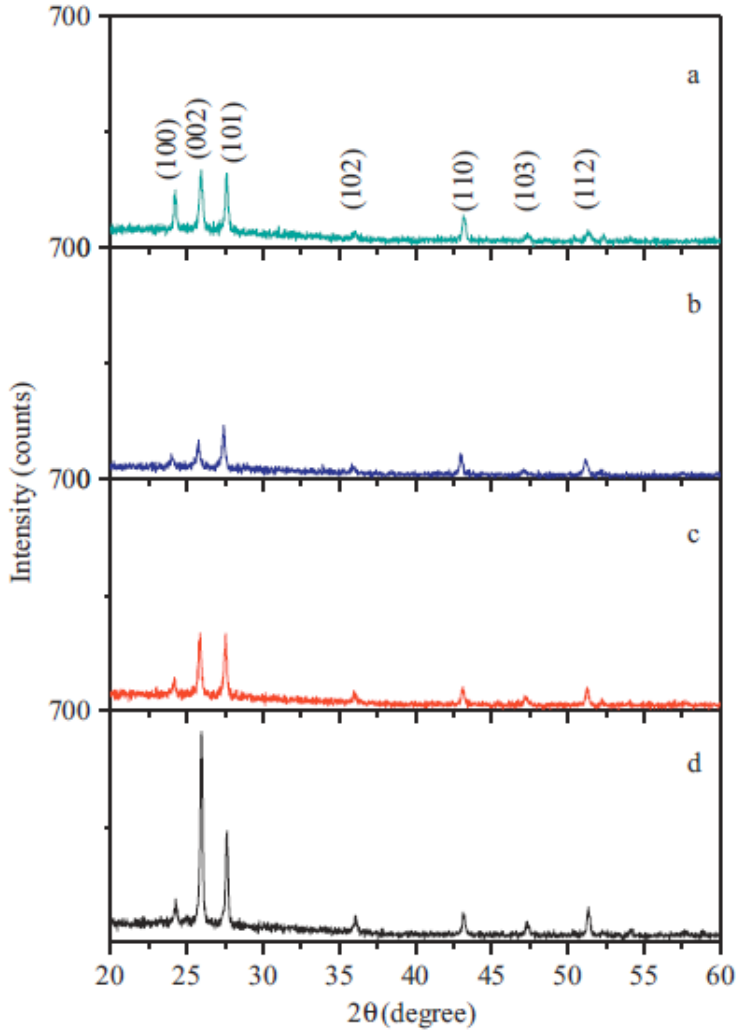 700
a
(100)
(002)
(101)
(102)
(110)
(103)
(112)
700
b
700
c
700
d
Intensity (counts)
20 25 30 35 40 45 50 55 60
2θ (degree)